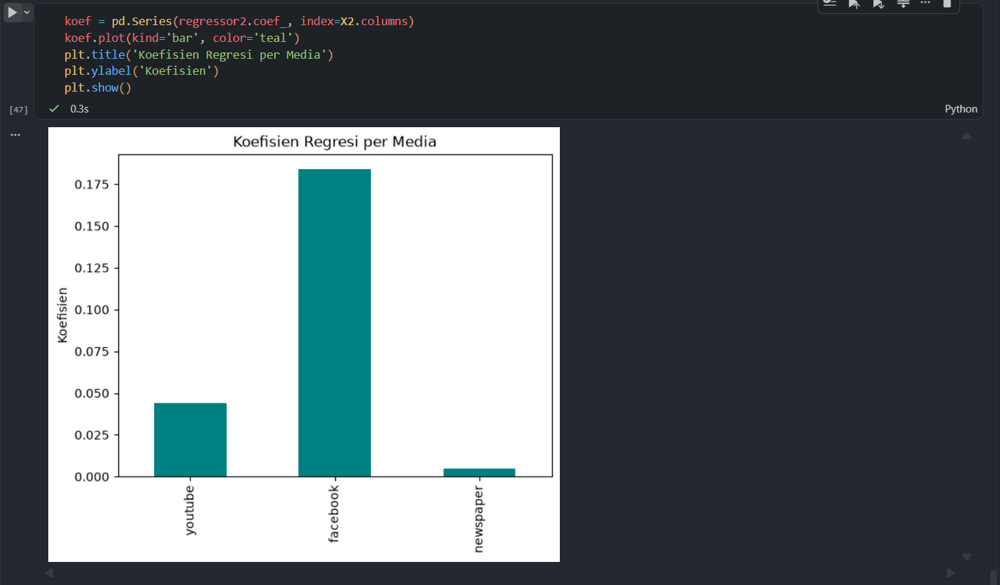 koef = pd.Series(regressor2.coef_, index=X2.columns)
koef.plot(kind='bar', color='teal')
plt.title('Koefisien Regresi per Media')
plt.ylabel('Koefisien')
plt.show()
[47]
0.3s
Python
...
Koefisien Regresi per Media
0.175
0.150
0.125
0.100
0.075
0.050
0.025
0.000
Koefisien
youtube
facebook
newspaper